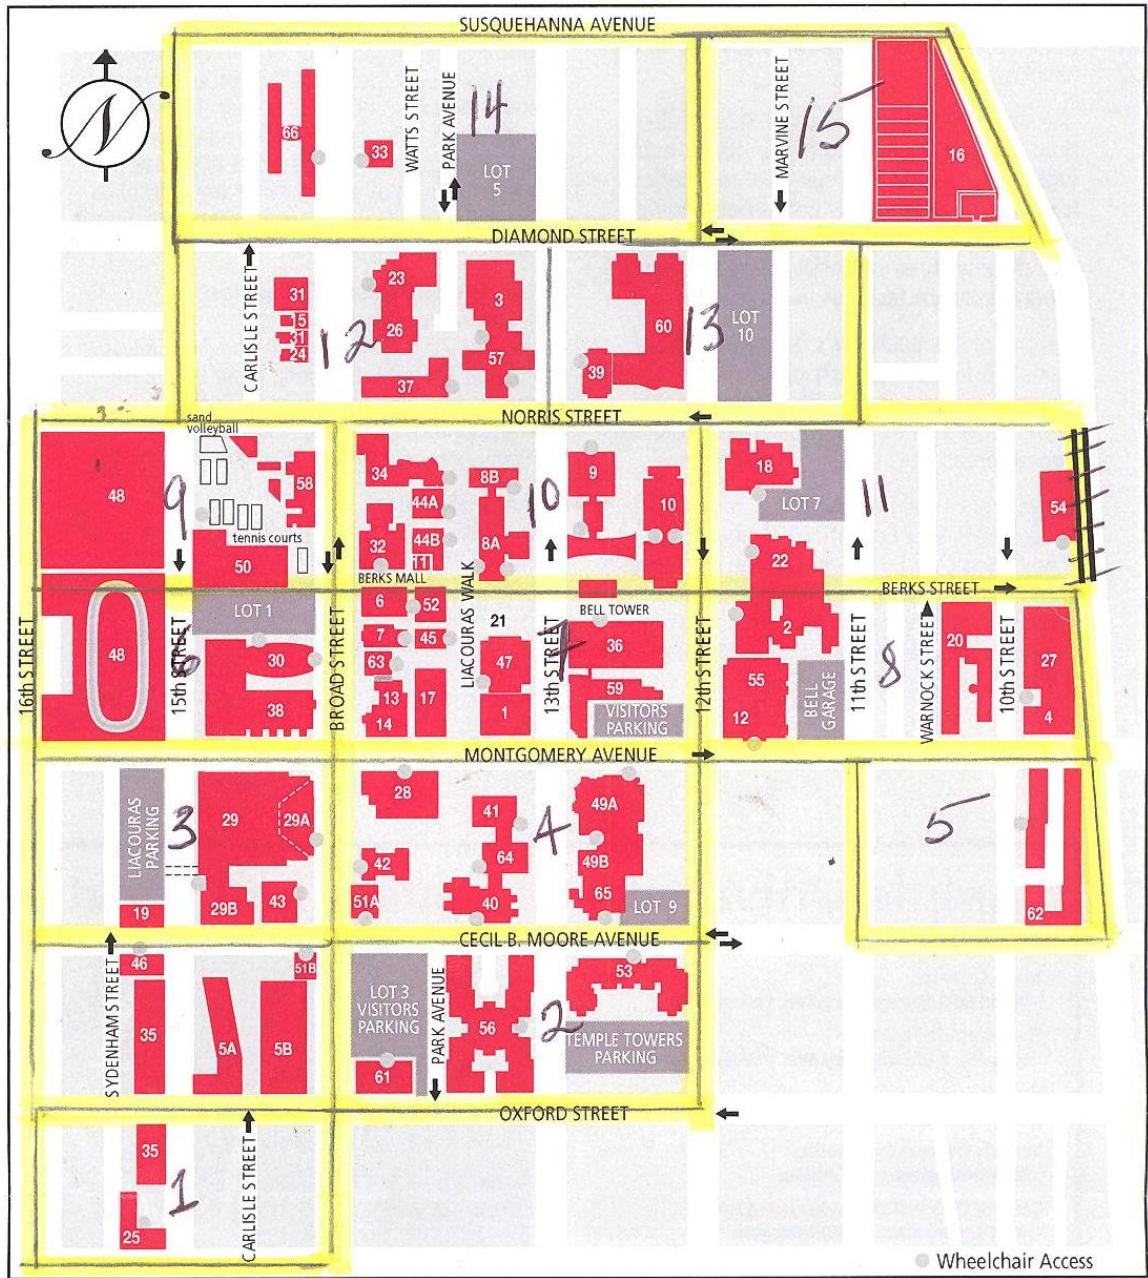 SUSQUEHANNA AVENUE
N
66
33
WATTS STREET
PARK AVENUE
14
LOT 5
MARVINE STREET
15
16
DIAMOND STREET
CARLISLE STREET
31
15
31
24
12
23
26
37
3
57
39
60
13
LOT 10
NORRIS STREET
sand volleyball
48
9
58
tennis courts
50
34
44A
44B
11
32
8B
8A
10
9
10
18
LOT 7
11
54
22
BERKS MALL
BERKS STREET
16th STREET
48
15th STREET
6
LOT 1
30
38
BROAD STREET
6
52
7
45
63
13
14
17
LIACOURAS WALK
21
47
1
13th STREET
BELL TOWER
7
36
59
VISITORS PARKING
12th STREET
2
55
12
BELL GARAGE
11th STREET
8
WARNOCK STREET
20
10th STREET
27
4
MONTGOMERY AVENUE
LIACOURAS PARKING
3
29
29A
29B
43
19
28
41
4
49A
42
64
49B
51A
40
65
LOT 9
5
62
CECIL B. MOORE AVENUE
SYDENHAM STREET
46
51B
35
5A
5B
LOT 3 VISITORS PARKING
61
PARK AVENUE
56
2
53
TEMPLE TOWERS PARKING
OXFORD STREET
35
1
25
CARLISLE STREET
Wheelchair Access